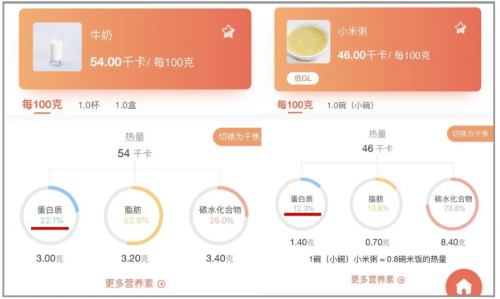 牛奶
54.00千卡/ 每100克
每100克 1.0杯 1.0盒
热量
切换为千焦
54 千卡
蛋白质
22.1%
脂肪
52.9%
碳水化合物
25.0%
3.00克
3.20克
3.40克
更多营养素
小米粥
46.00千卡/ 每100克
低GL
每100克 1.0碗（小碗）
热量
切换为千焦
46 千卡
蛋白质
12.3%
脂肪
13.8%
碳水化合物
73.8%
1.40克
0.70克
8.40克
1碗（小碗）小米粥 = 0.8碗米饭的热量
更多营养素